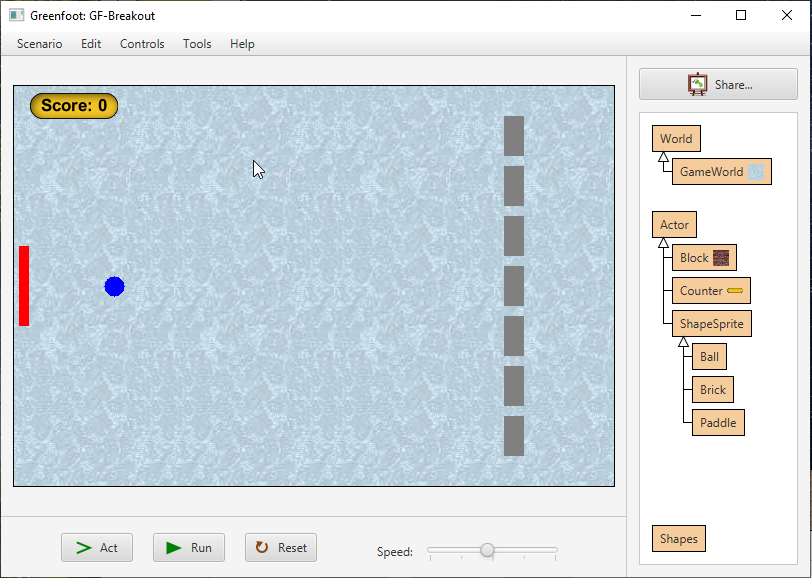 Greenfoot: GF-Breakout
Scenario Edit Controls Tools Help
Score: 0
Share...
World
GameWorld
Actor
Block
Counter
ShapeSprite
Ball
Brick
Paddle
Shapes
Act Run Reset Speed: